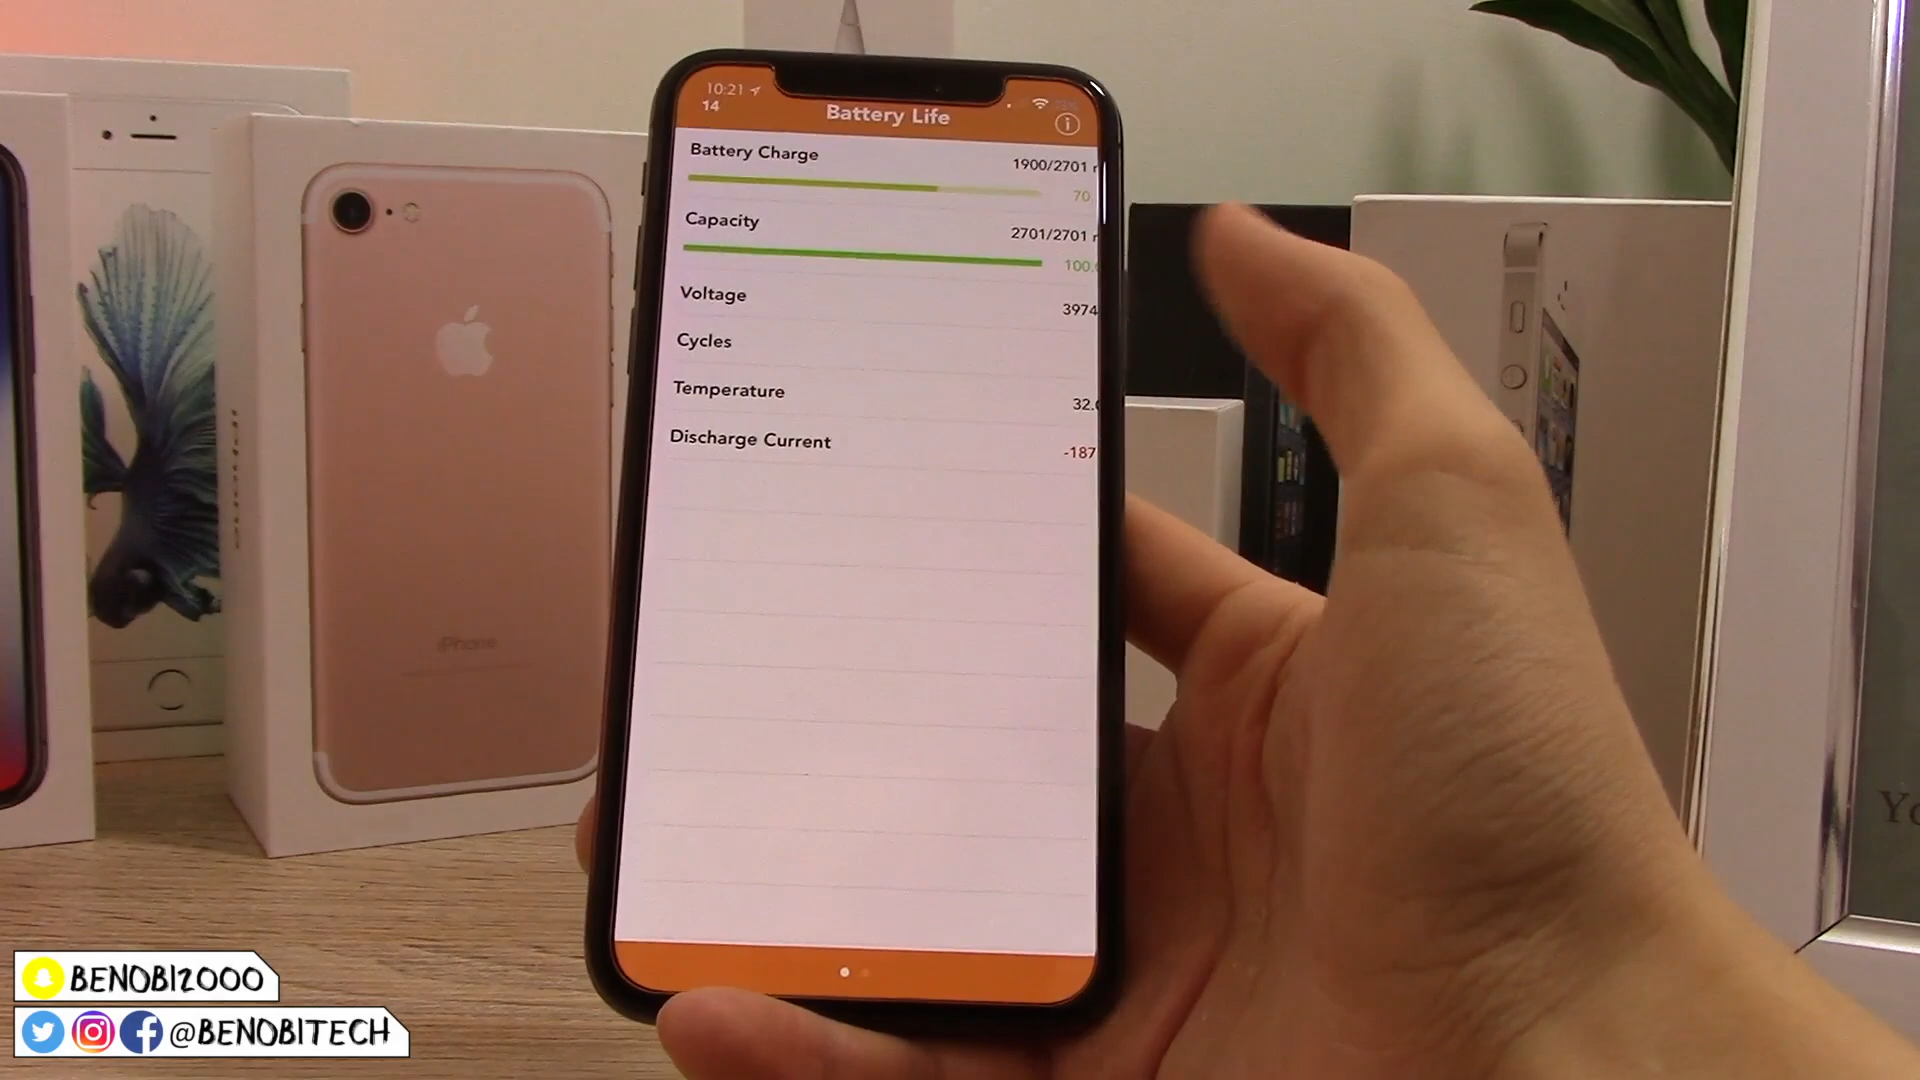 10:21
14
Battery Life
Battery Charge
1900/2701
70
Capacity
2701/2701
100.
Voltage
3974
Cycles
Temperature
32.
Discharge Current
-187
iPhone
BENOBI2000
@BENOBITECH